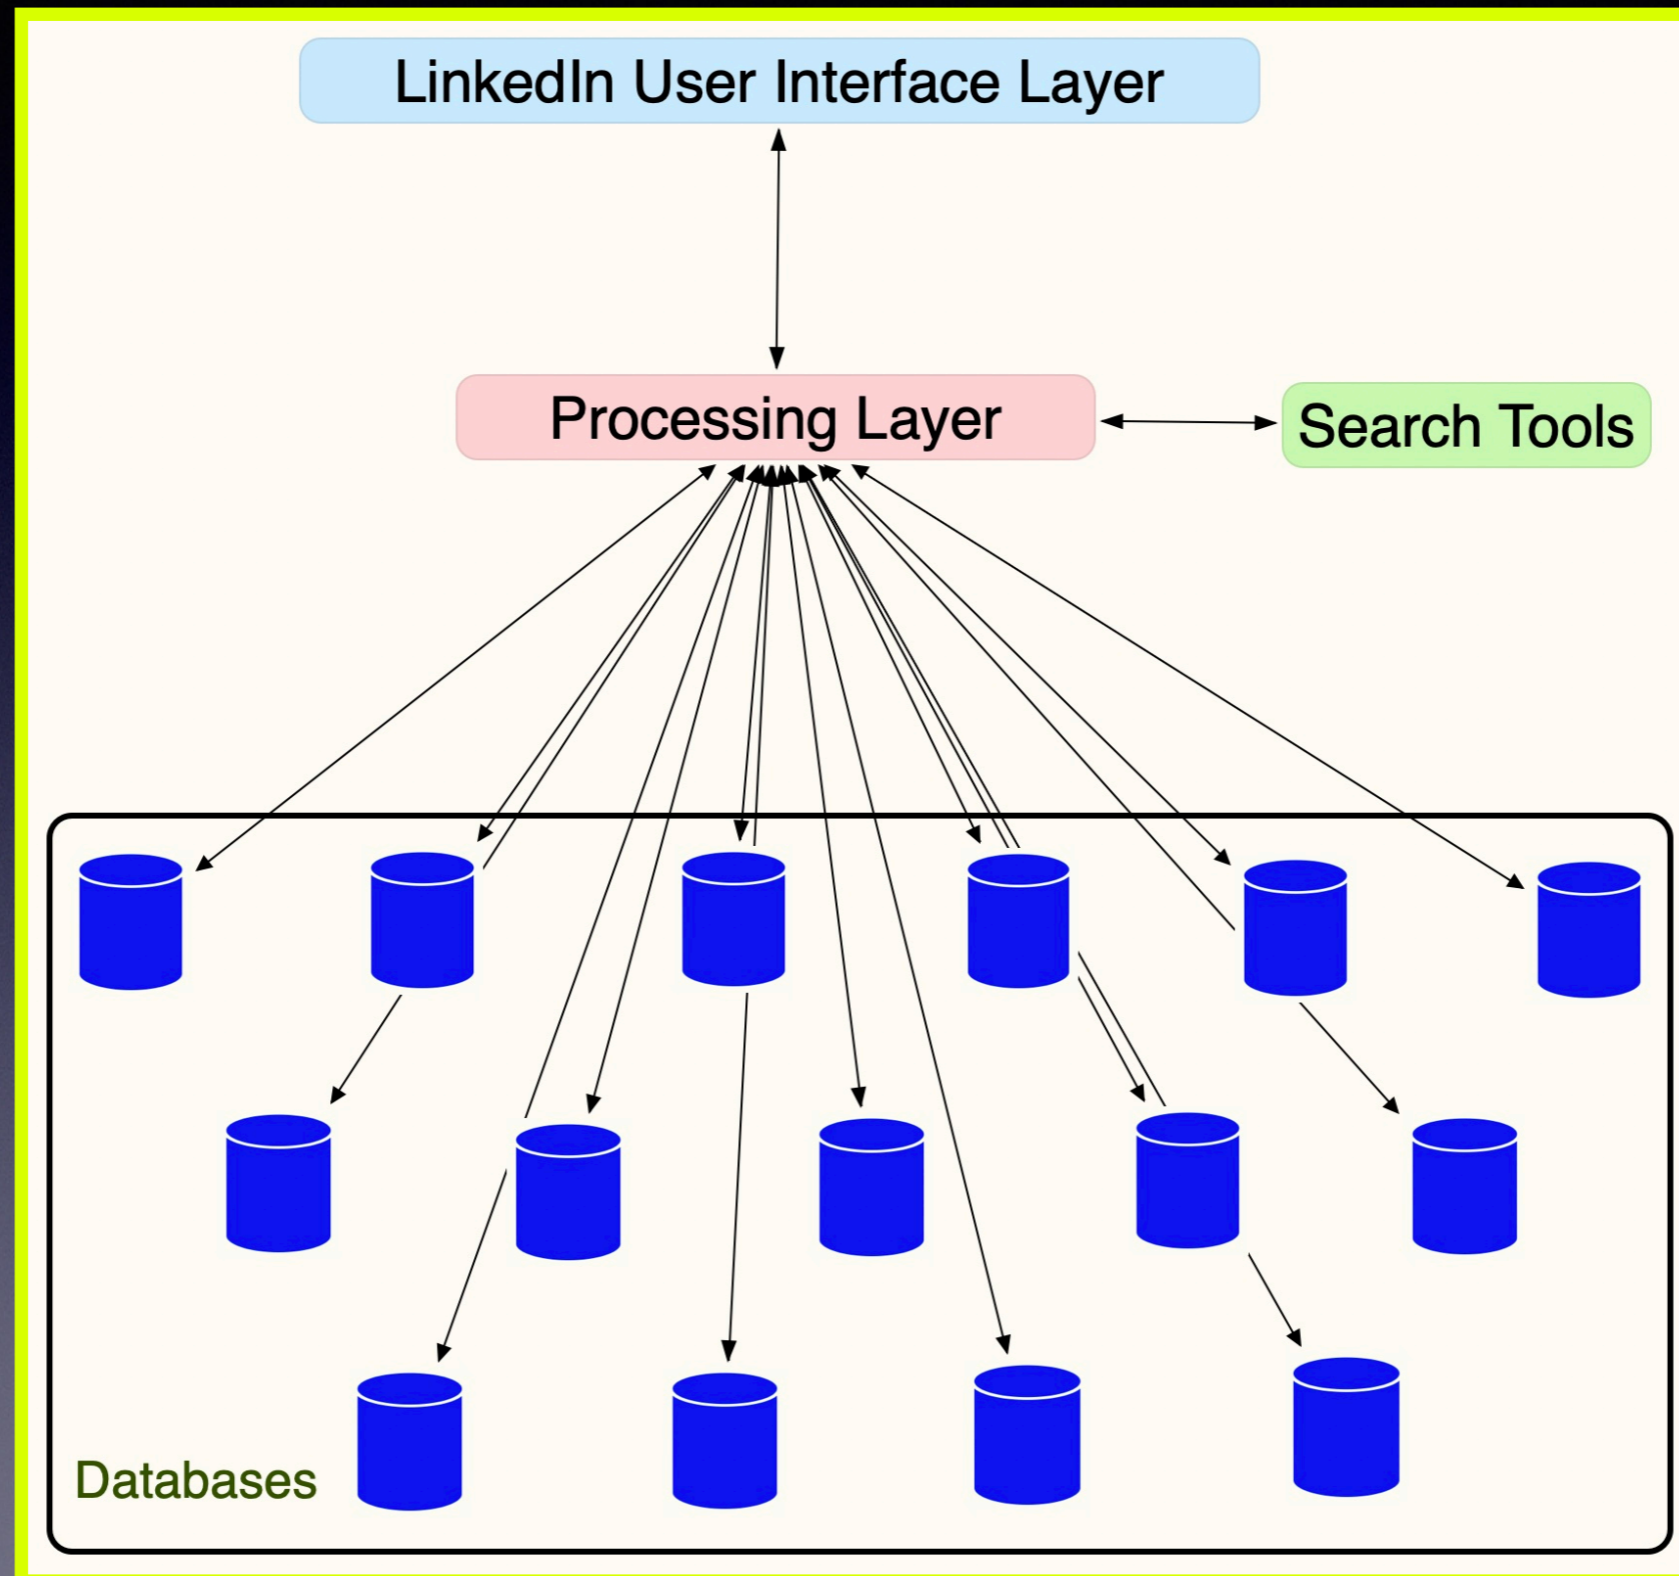 LinkedIn User Interface Layer
Processing Layer
Search Tools
Databases